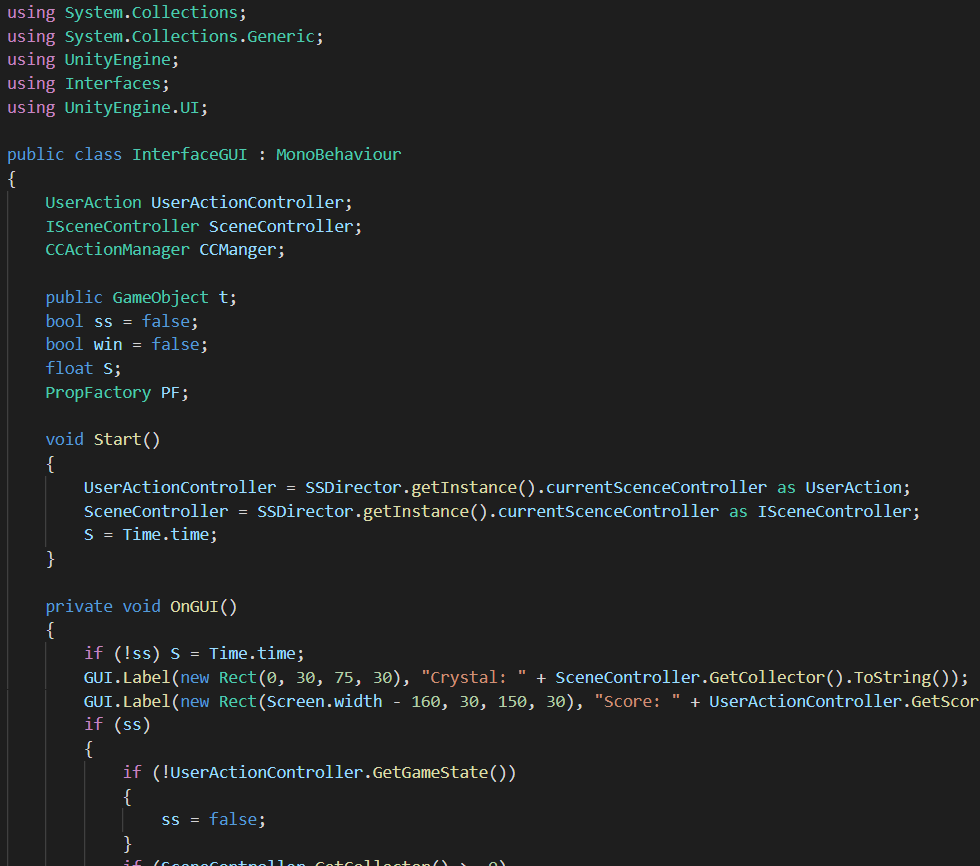 using System.Collections;
using System.Collections.Generic;
using UnityEngine;
using Interfaces;
using UnityEngine.UI;

public class InterfaceGUI : MonoBehaviour
{
    UserAction UserActionController;
    ISceneController SceneController;
    CCActionManager CCManger;

    public GameObject t;
    bool ss = false;
    bool win = false;
    float S;
    PropFactory PF;

    void Start()
    {
        UserActionController = SSDirector.getInstance().currentScenceController as UserAction;
        SceneController = SSDirector.getInstance().currentScenceController as ISceneController;
        S = Time.time;
    }

    private void OnGUI()
    {
        if (!ss) S = Time.time;
        GUI.Label(new Rect(0, 30, 75, 30), "Crystal: " + SceneController.GetCollector().ToString());
        GUI.Label(new Rect(Screen.width - 160, 30, 150, 30), "Score: " + UserActionController.GetScor
        if (ss)
        {
            if (!UserActionController.GetGameState())
            {
                ss = false;
            }
            if (SceneController.GetCollector()